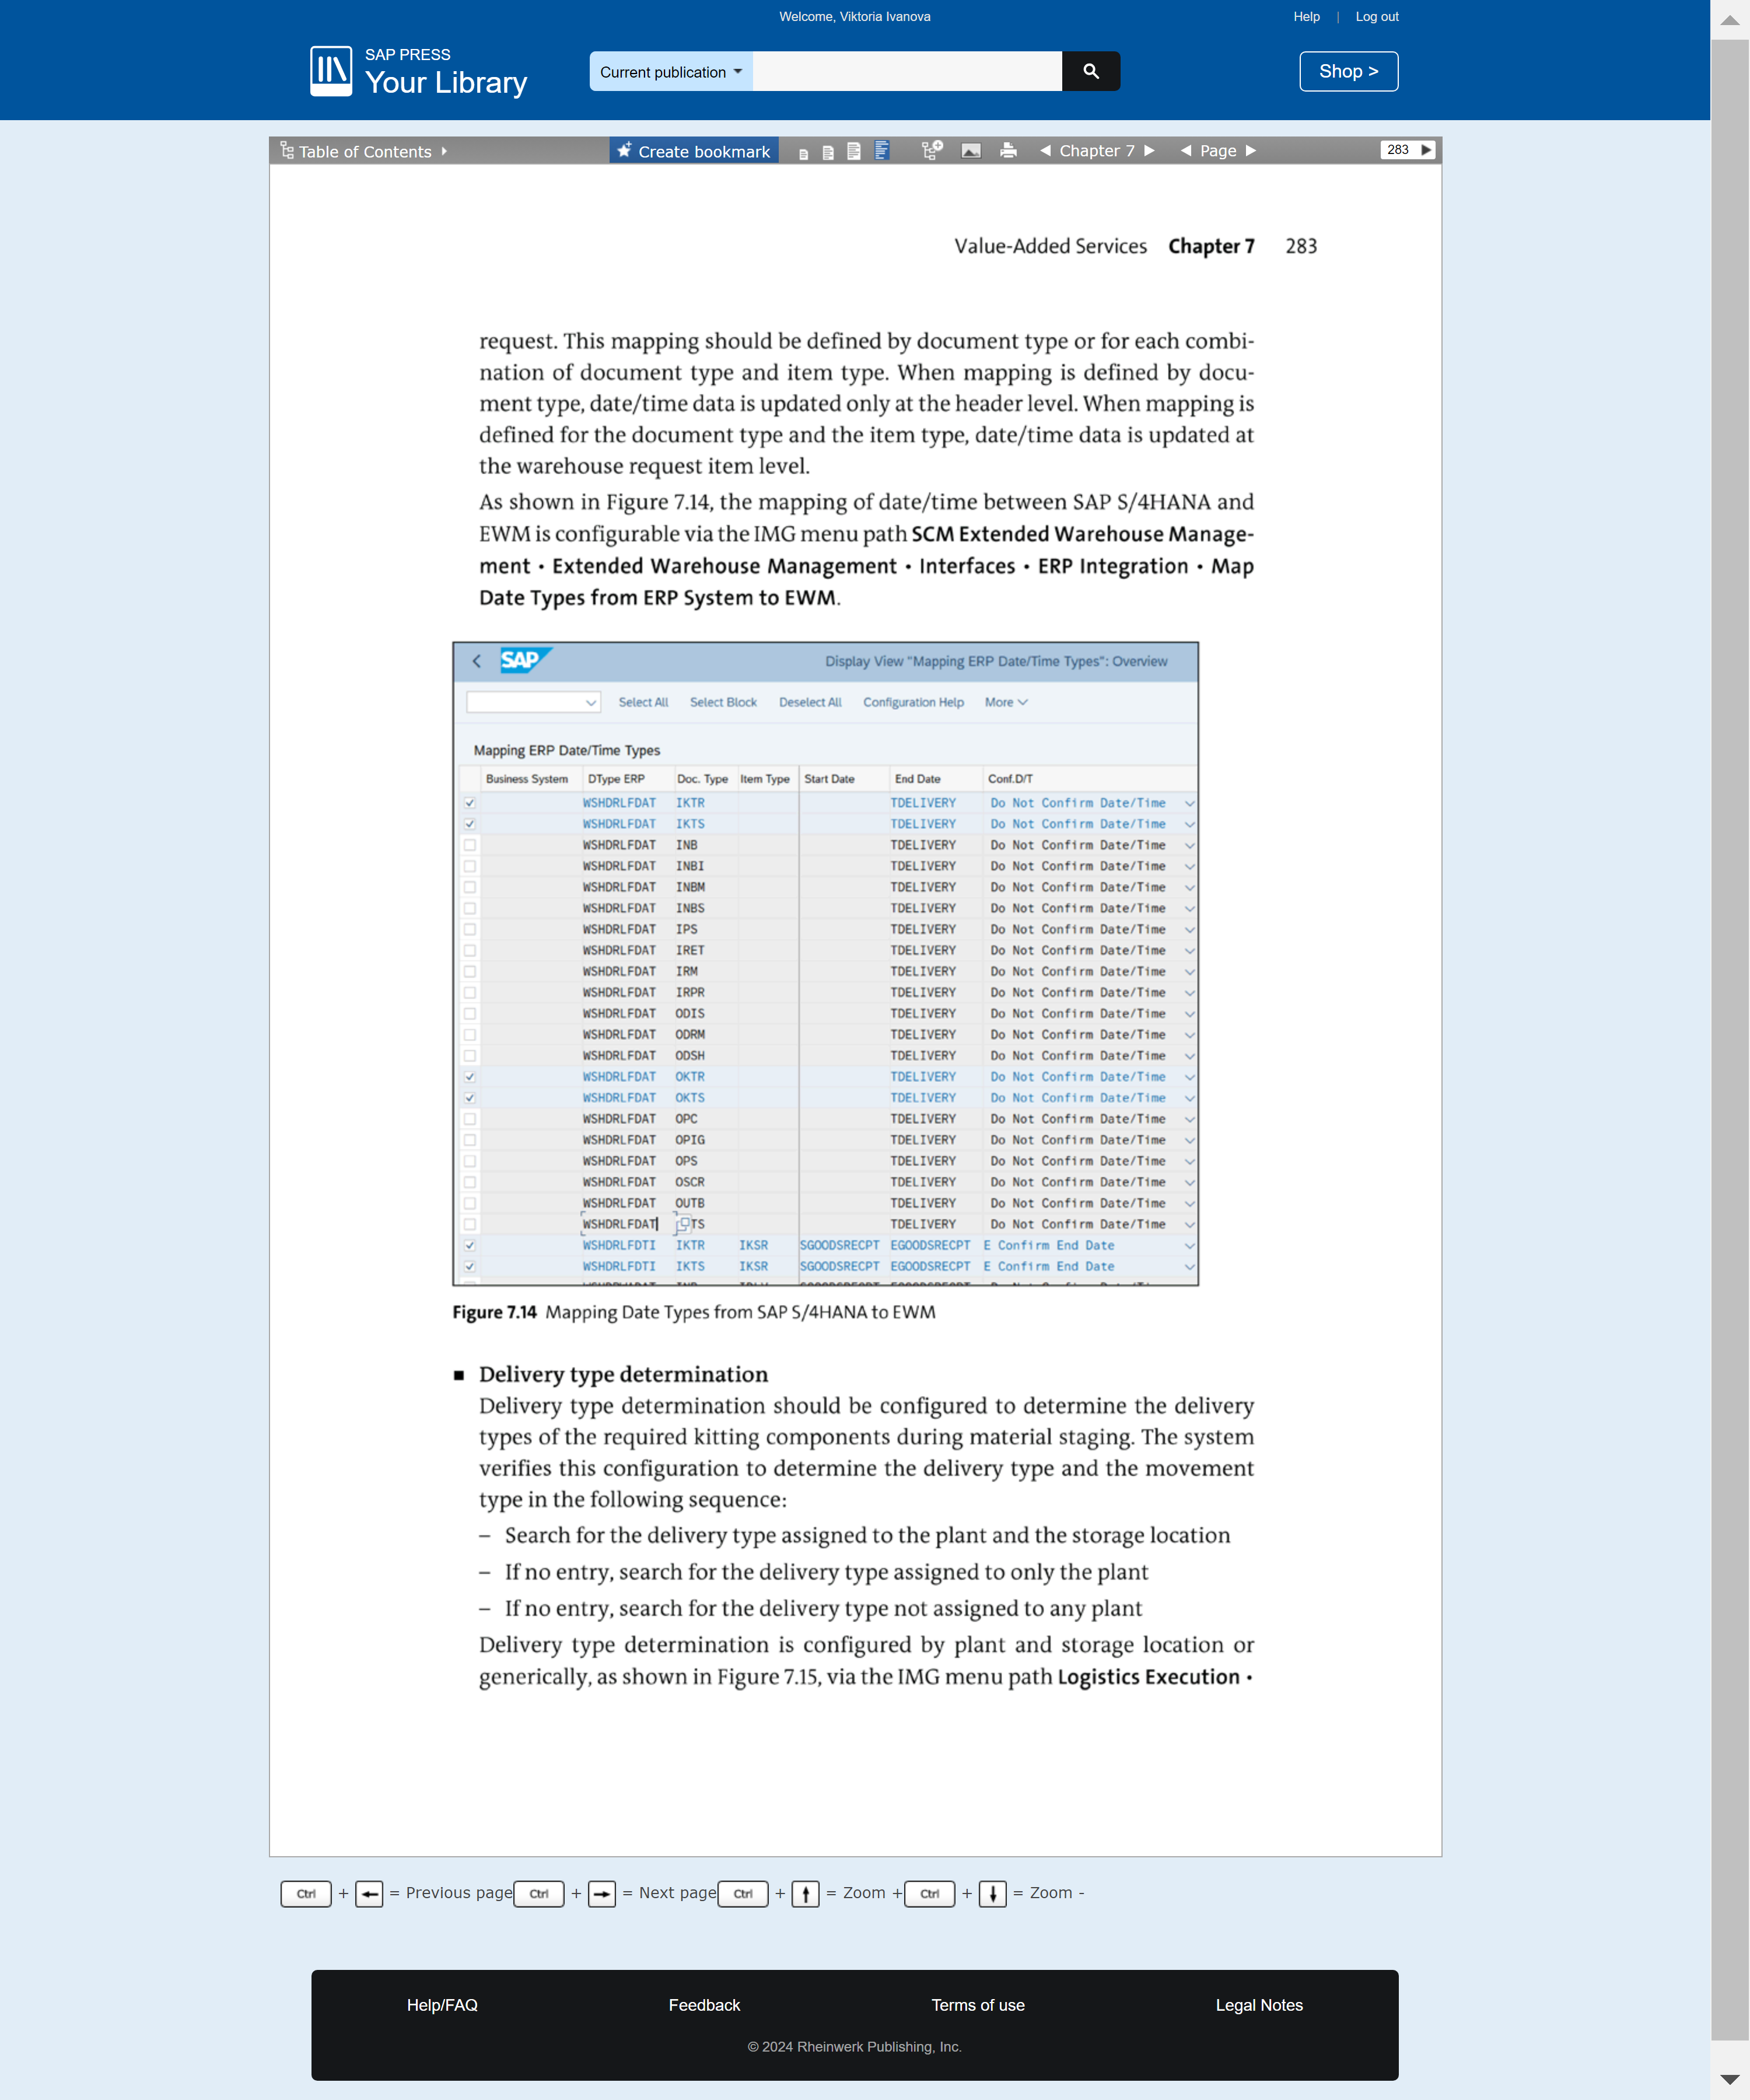 Welcome, Viktoria Ivanova
Help | Log out
SAP PRESS
Your Library
Current publication
Shop >
Table of Contents
Create bookmark
Chapter 7
Page
283
Value-Added Services Chapter 7 283
request. This mapping should be defined by document type or for each combi-
nation of document type and item type. When mapping is defined by docu-
ment type, date/time data is updated only at the header level. When mapping is
defined for the document type and the item type, date/time data is updated at
the warehouse request item level.
As shown in Figure 7.14, the mapping of date/time between SAP S/4HANA and
EWM is configurable via the IMG menu path SCM Extended Warehouse Manage-
ment • Extended Warehouse Management • Interfaces • ERP Integration • Map
Date Types from ERP System to EWM.
SAP
Display View "Mapping ERP Date/Time Types": Overview
Select All Select Block Deselect All Configuration Help More
Mapping ERP Date/Time Types
Business System DType ERP Doc. Type Item Type Start Date End Date Conf.D/T
WSHDRLFDAT IKTR TDELIVERY Do Not Confirm Date/Time
WSHDRLFDAT IKTS TDELIVERY Do Not Confirm Date/Time
WSHDRLFDAT INB TDELIVERY Do Not Confirm Date/Time
WSHDRLFDAT INBI TDELIVERY Do Not Confirm Date/Time
WSHDRLFDAT INBM TDELIVERY Do Not Confirm Date/Time
WSHDRLFDAT INBS TDELIVERY Do Not Confirm Date/Time
WSHDRLFDAT IPS TDELIVERY Do Not Confirm Date/Time
WSHDRLFDAT IRET TDELIVERY Do Not Confirm Date/Time
WSHDRLFDAT IRM TDELIVERY Do Not Confirm Date/Time
WSHDRLFDAT IRPR TDELIVERY Do Not Confirm Date/Time
WSHDRLFDAT ODIS TDELIVERY Do Not Confirm Date/Time
WSHDRLFDAT ODRM TDELIVERY Do Not Confirm Date/Time
WSHDRLFDAT ODSH TDELIVERY Do Not Confirm Date/Time
WSHDRLFDAT OKTR TDELIVERY Do Not Confirm Date/Time
WSHDRLFDAT OKTS TDELIVERY Do Not Confirm Date/Time
WSHDRLFDAT OPC TDELIVERY Do Not Confirm Date/Time
WSHDRLFDAT OPIG TDELIVERY Do Not Confirm Date/Time
WSHDRLFDAT OPS TDELIVERY Do Not Confirm Date/Time
WSHDRLFDAT OSCR TDELIVERY Do Not Confirm Date/Time
WSHDRLFDAT OUTB TDELIVERY Do Not Confirm Date/Time
WSHDRLFDAT TS TDELIVERY Do Not Confirm Date/Time
WSHDRLFDTI IKTR IKSR SGOODSRECPT EGOODSRECPT E Confirm End Date
WSHDRLFDTI IKTS IKSR SGOODSRECPT EGOODSRECPT E Confirm End Date
Figure 7.14 Mapping Date Types from SAP S/4HANA to EWM
■ Delivery type determination
Delivery type determination should be configured to determine the delivery
types of the required kitting components during material staging. The system
verifies this configuration to determine the delivery type and the movement
type in the following sequence:
– Search for the delivery type assigned to the plant and the storage location
– If no entry, search for the delivery type assigned to only the plant
– If no entry, search for the delivery type not assigned to any plant
Delivery type determination is configured by plant and storage location or
generically, as shown in Figure 7.15, via the IMG menu path Logistics Execution •
Ctrl + ← = Previous page Ctrl + → = Next page Ctrl + ↑ = Zoom + Ctrl + ↓ = Zoom -
Help/FAQ Feedback Terms of use Legal Notes
© 2024 Rheinwerk Publishing, Inc.